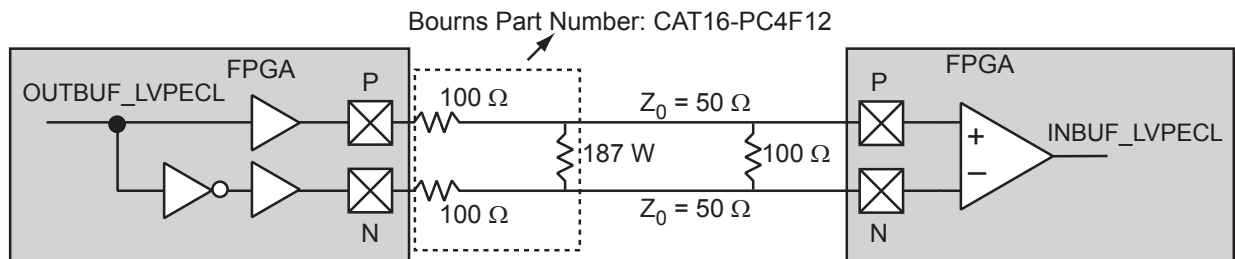 Bourns Part Number: CAT16-PC4F12
FPGA
P
OUTBUF_LVPECL
100 Ω
Z0 = 50 Ω
187 W
100 Ω
100 Ω
N
Z0 = 50 Ω
FPGA
P
+
−
INBUF_LVPECL
N